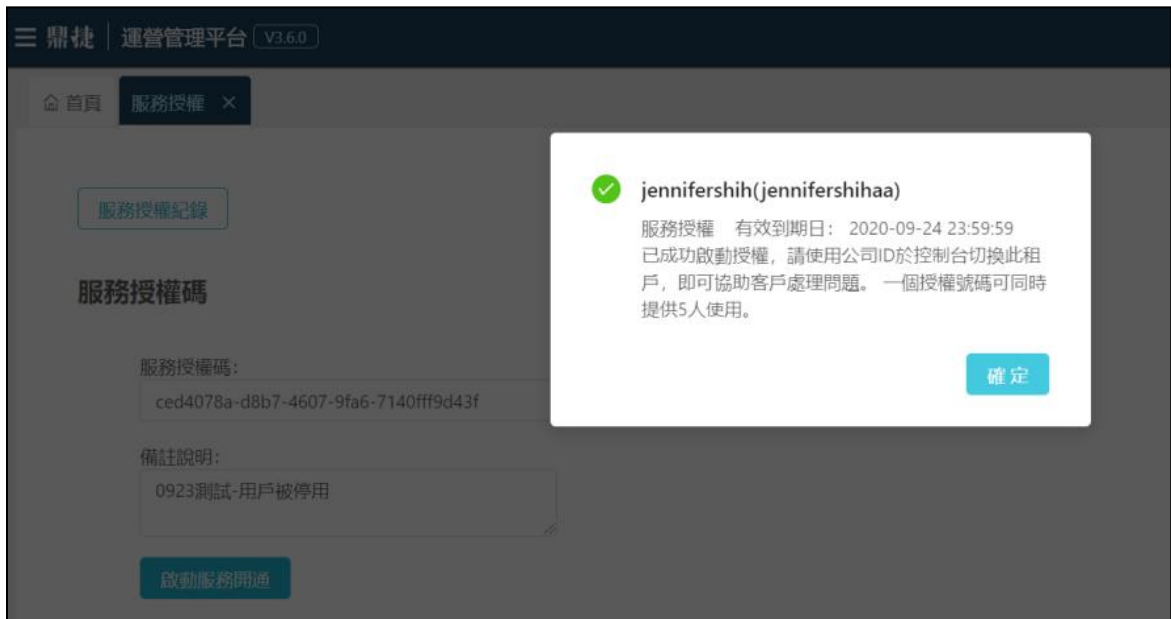 鼎捷 運營管理平台 V3.6.0
首頁 服務授權 ×
服務授權紀錄
服務授權碼
服務授權碼：
ced4078a-d8b7-4607-9fa6-7140fff9d43f
備註說明：
0923測試-用戶被停用
啟動服務開通
jennifershih(jennifershihaa)
服務授權 有效到期日： 2020-09-24 23:59:59
已成功啟動授權，請使用公司ID於控制台切換此租
戶，即可協助客戶處理問題。 一個授權號碼可同時
提供5人使用。
確定